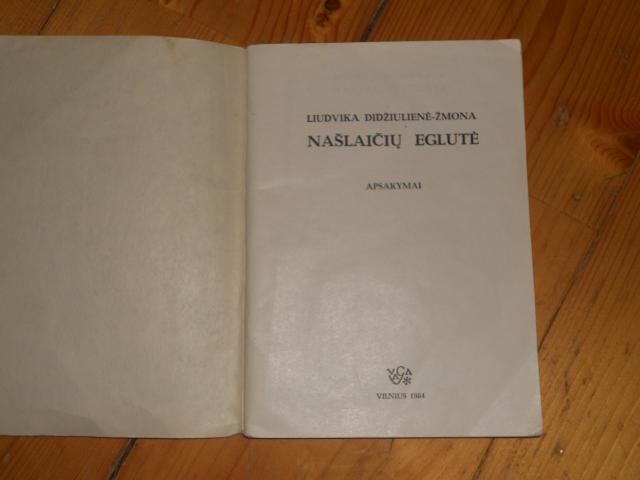 LIUDVIKA DIDŽIULIENĖ-ŽMONA
NAŠLAIČIŲ EGLUTĖ
APSAKYMAI
VILNIUS 1984